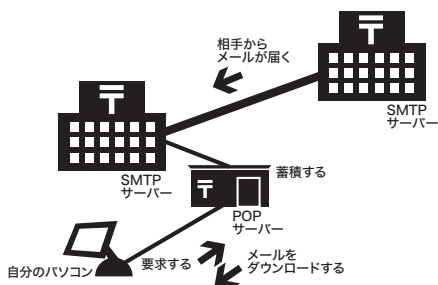 相手から
メールが届く
SMTP
サーバー
SMTP
サーバー
蓄積する
POP
サーバー
自分のパソコン
要求する
メールを
ダウンロードする